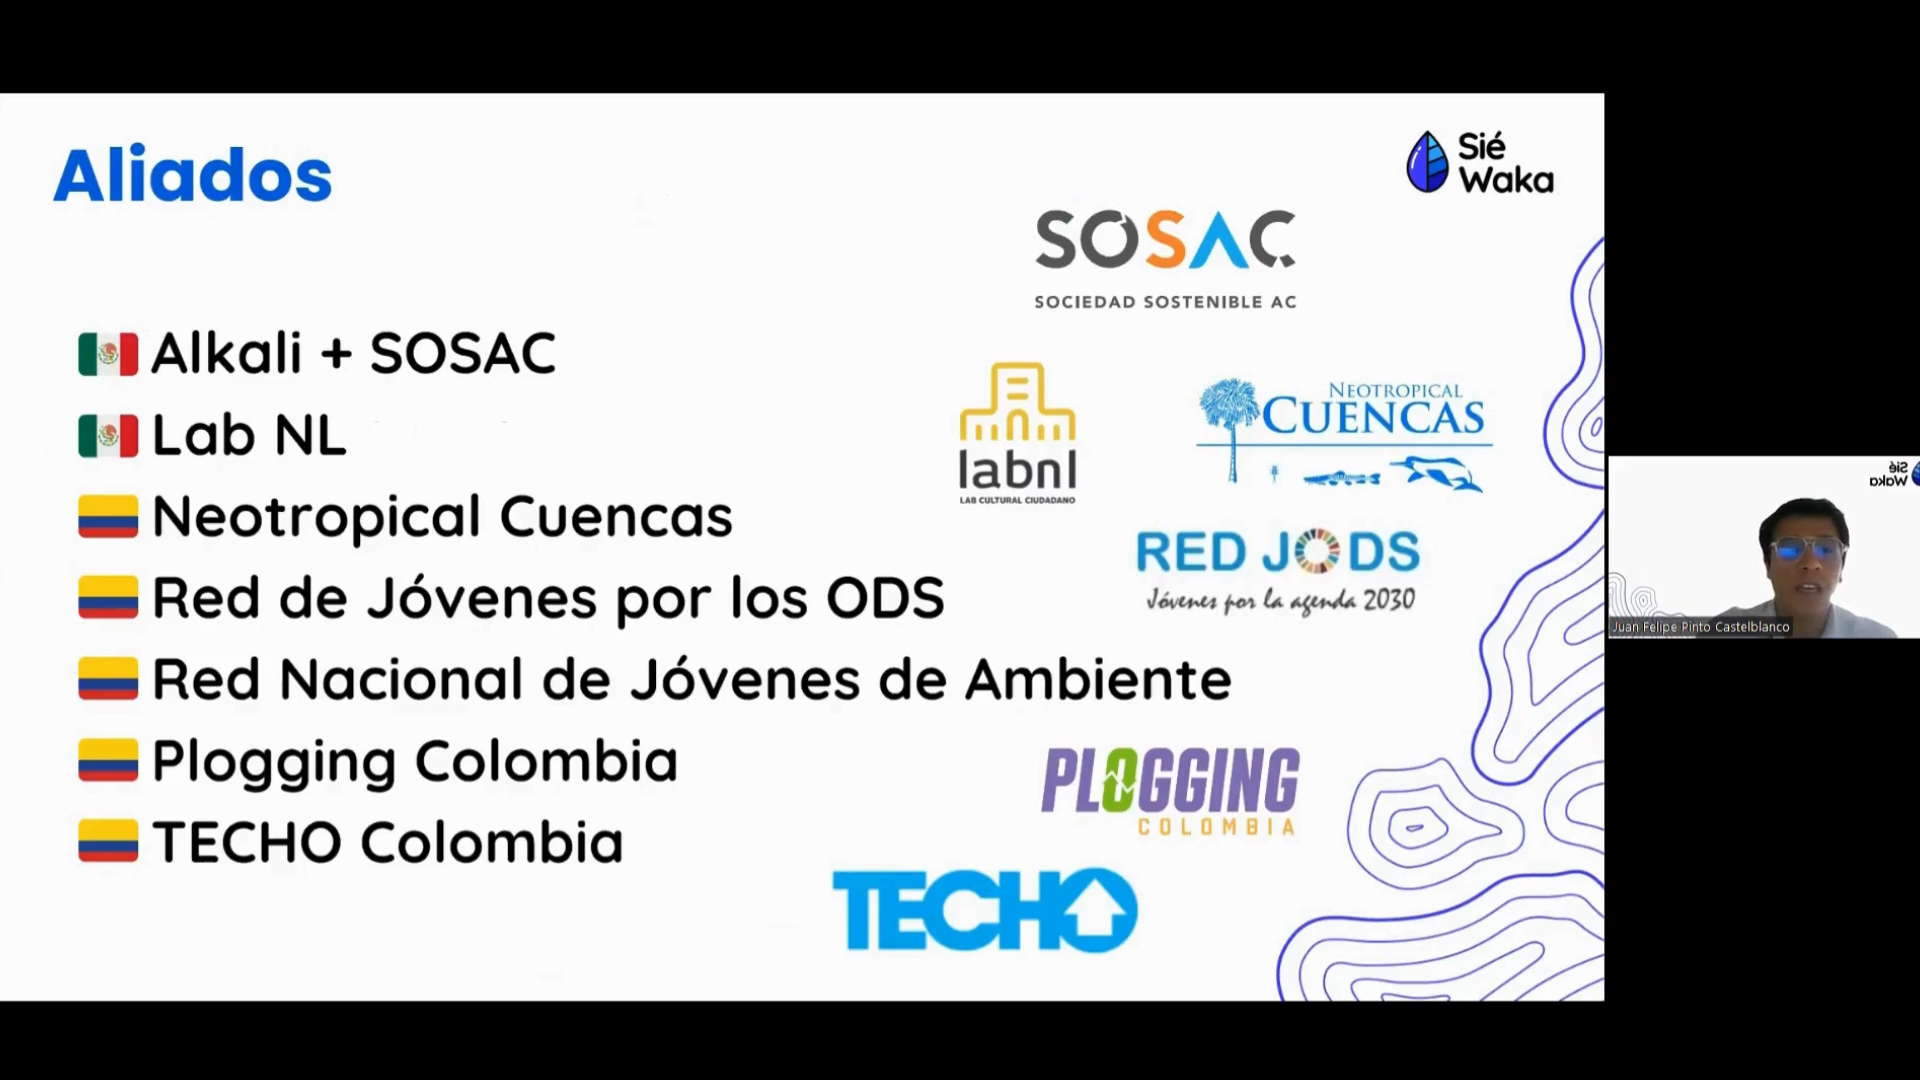 Aliados
Sié
Waka
SOSAC
SOCIEDAD SOSTENIBLE AC
Alkali + SOSAC
Lab NL
Neotropical Cuencas
Red de Jóvenes por los ODS
Red Nacional de Jóvenes de Ambiente
Plogging Colombia
TECHO Colombia
labnl
LAB CULTURAL CIUDADANO
NEOTROPICAL
CUENCAS
RED JODS
Jóvenes por la agenda 2030
PLOGGING
COLOMBIA
TECHO
Sié
Waka
Juan Felipe Pinto Castelblanco